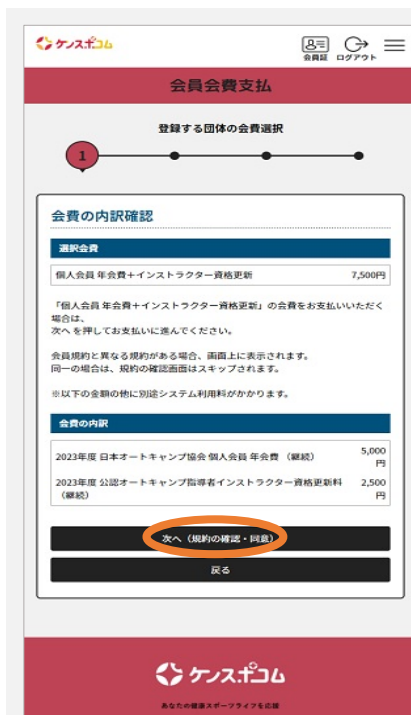 ケンスポコム
会員証 ログアウト
会員会費支払
登録する団体の会費選択
1
会費の内訳確認
選択会費
個人会員 年会費+インストラクター資格更新 7,500円
「個人会員 年会費+インストラクター資格更新」の会費をお支払いいただく
場合は、
次へ を押してお支払いに進んでください。
会員規約と異なる規約がある場合、画面上に表示されます。
同一の場合は、規約の確認画面はスキップされます。
※以下の金額の他に別途システム利用料がかかります。
会費の内訳
2023年度 日本オートキャンプ協会 個人会員 年会費 (継続) 5,000
円
2023年度 公認オートキャンプ指導者インストラクター資格更新料 2,500
(継続) 円
次へ(規約の確認・同意)
戻る
ケンスポコム
あなたの健康スポーツライフを応援